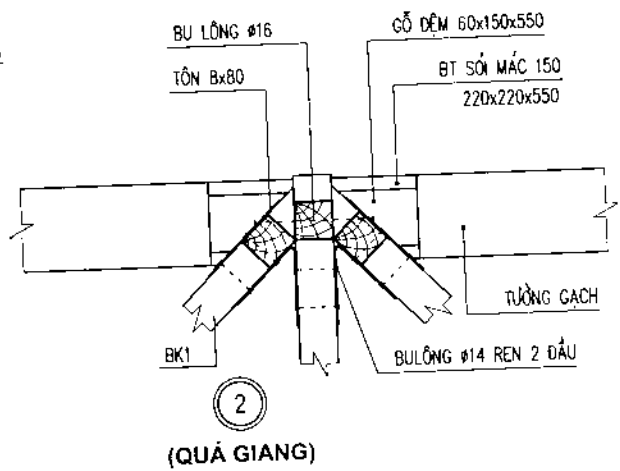 BU LÔNG ø16
GỖ ĐỆM 60x150x550
TÔN 8x80
BT SỎI MÁC 150
220x220x550
TƯỜNG GẠCH
BK1
BULÔNG ø14 REN 2 ĐẦU
2
(QUÁ GIANG)